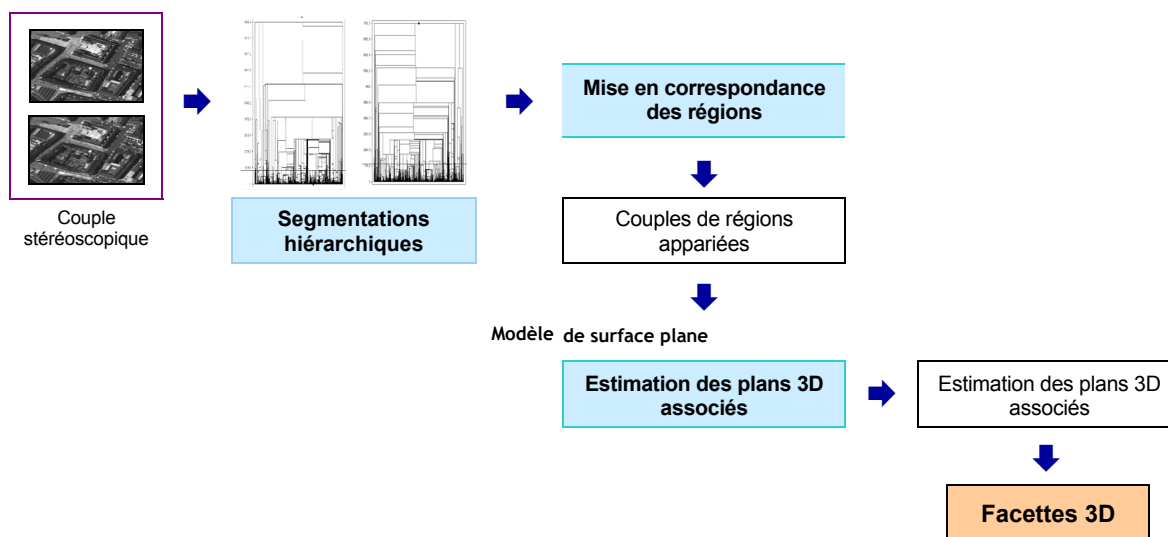 Couple
stéréoscopique
Segmentations
hiérarchiques
Mise en correspondance
des régions
Couples de régions
appariées
Modèle de surface plane
Estimation des plans 3D
associés
Estimation des plans 3D
associés
Facettes 3D